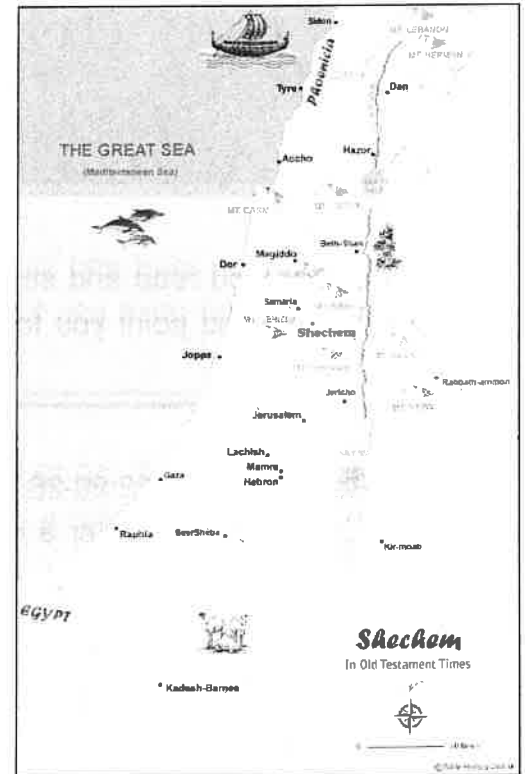 Sidon
MT. LEBANON
MT. HERMON
Phoenicia
Tyre
Dan
THE GREAT SEA
(Mediterranean Sea)
Accho
Hazor
Beth-Shan
Megiddo
Dor
Samaria
Shechem
Joppa
Rabbath-ammon
Jericho
Jerusalem
Lachish
Mamre
Hebron
Gaza
Raphia
BeerSheba
Kir-moab
EGYPT
Shechem
In Old Testament Times
Kadesh-Barnea